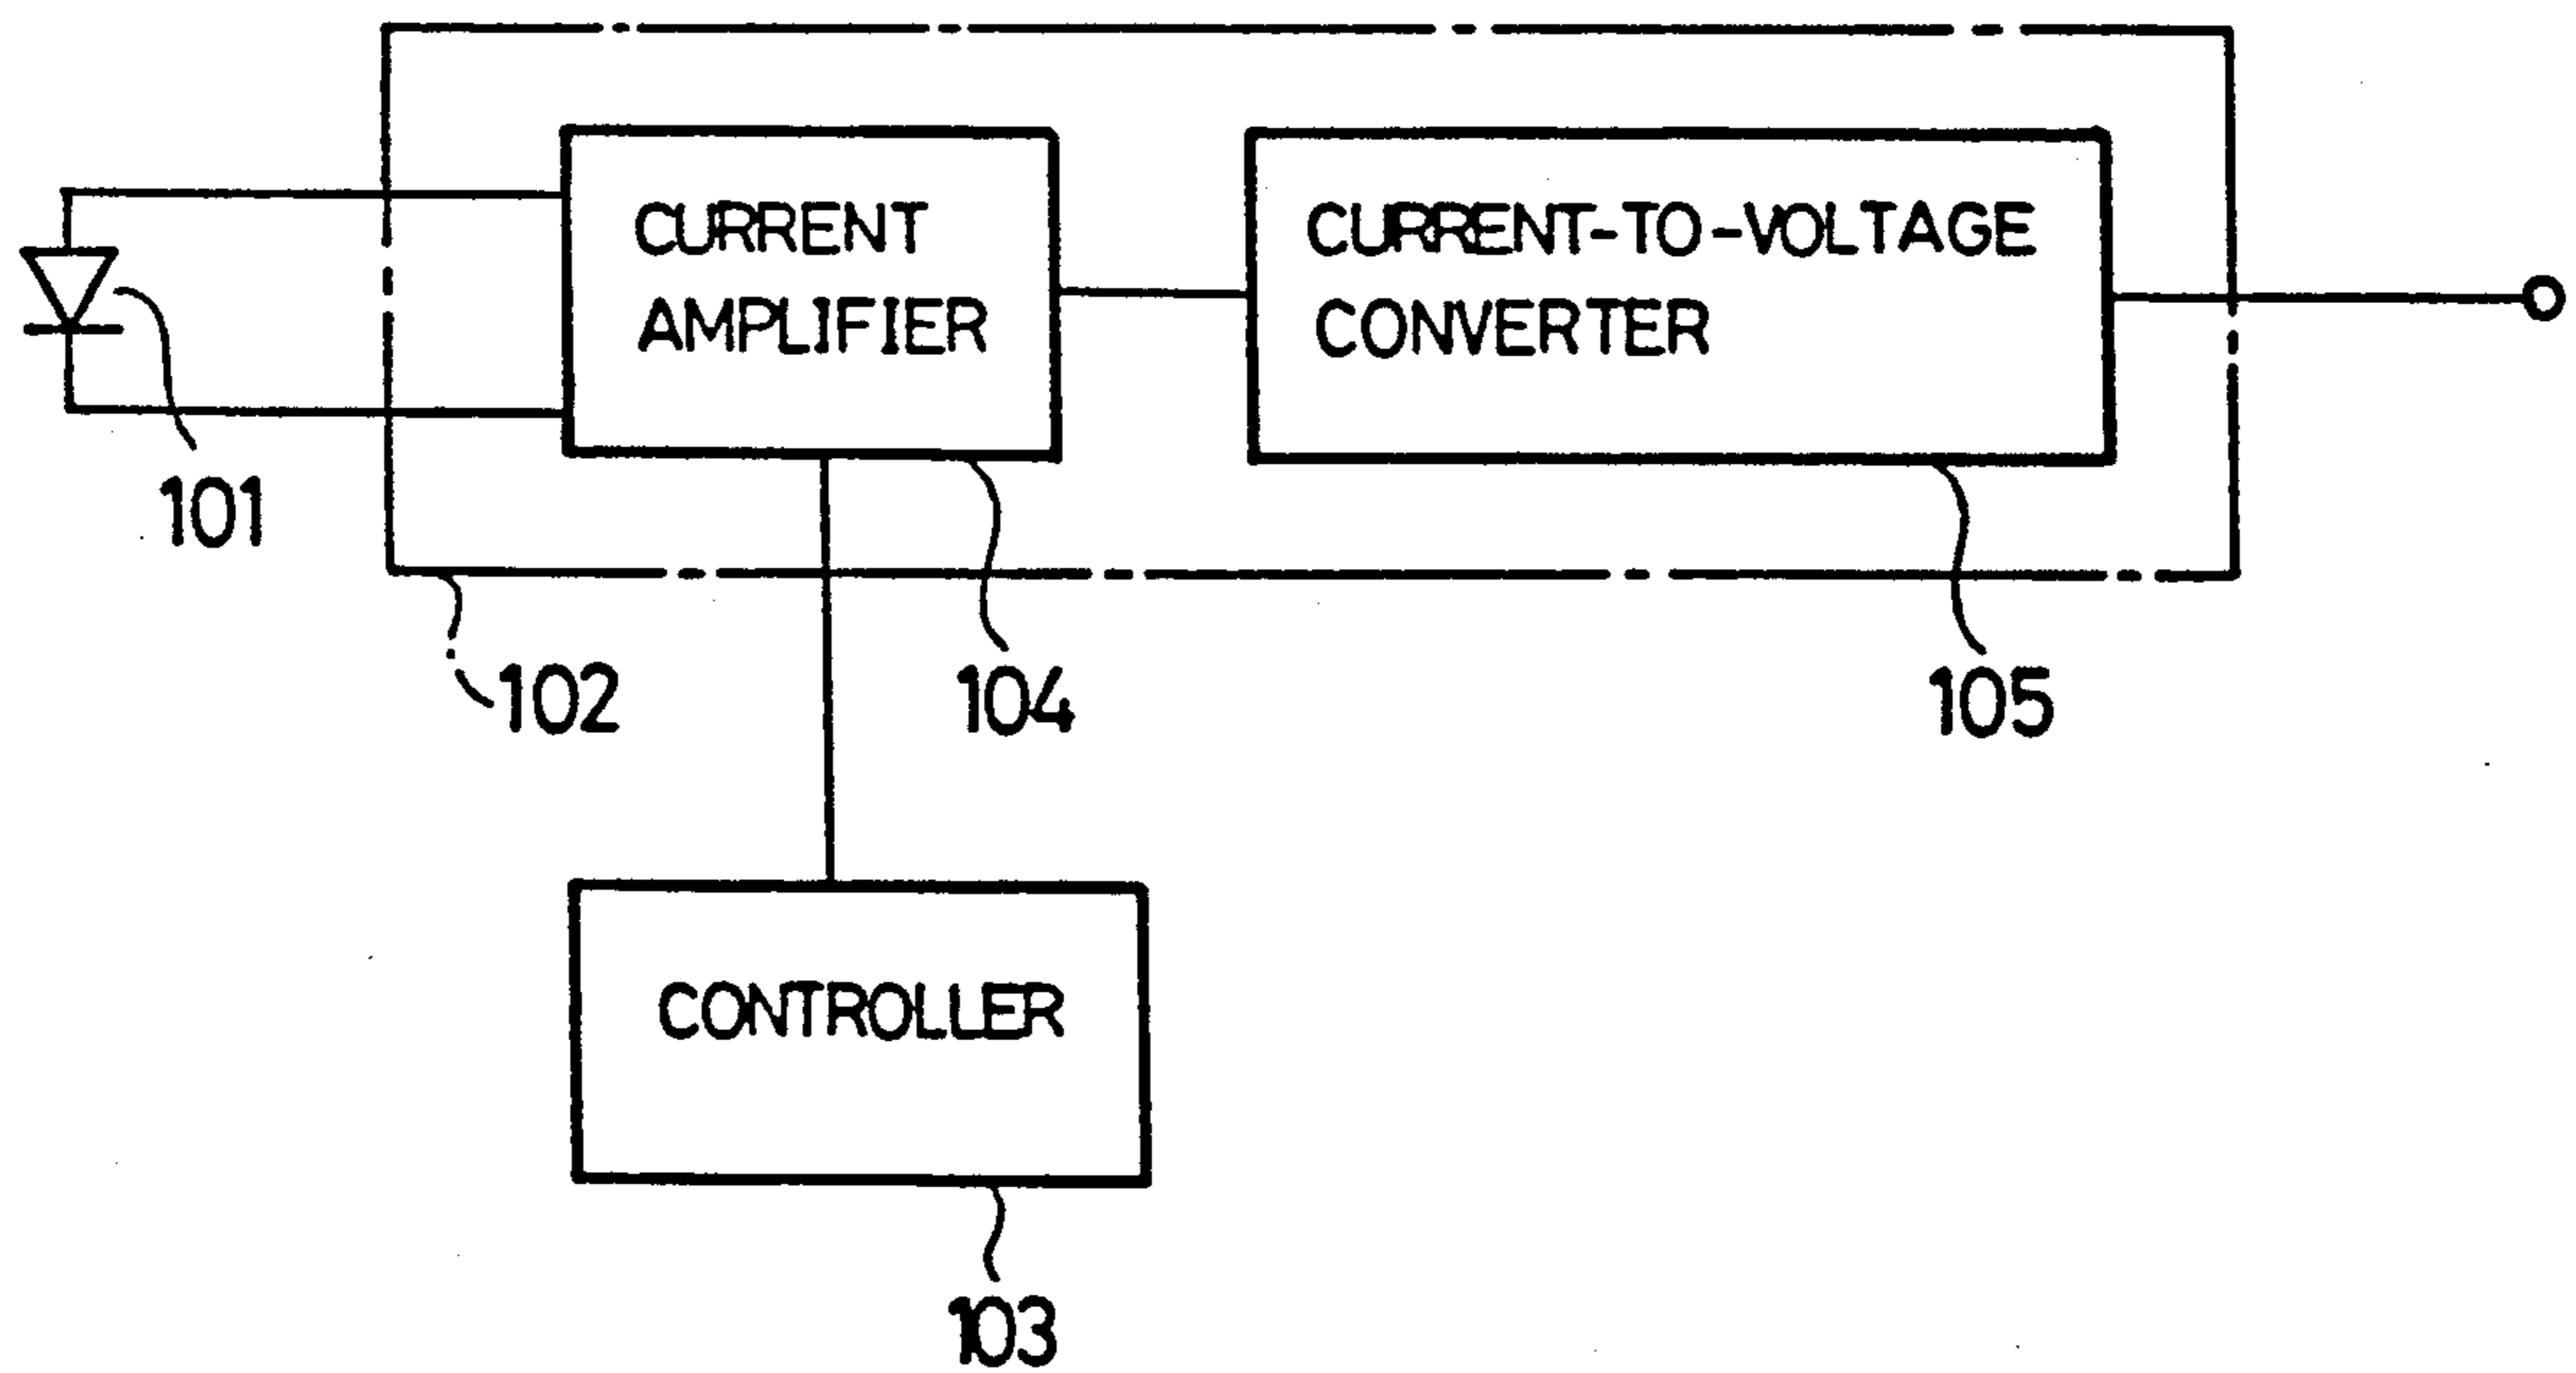 CURRENT
AMPLIFIER
CURRENT-TO-VOLTAGE
CONVERTER
101
102
104
105
CONTROLLER
103